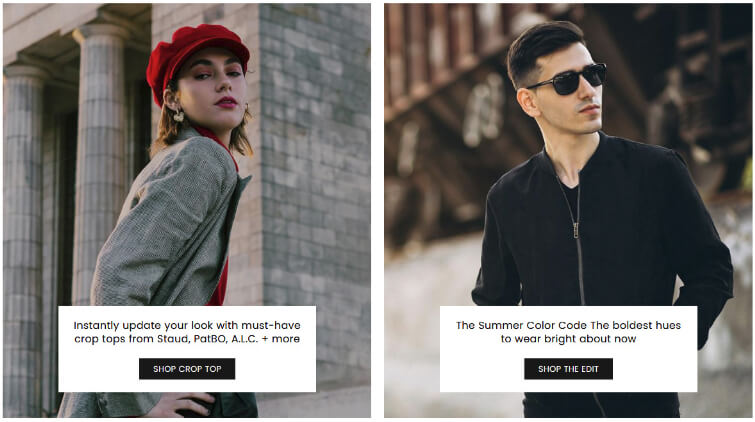 Instantly update your look with must-have
crop tops from Staud, PatBO, A.L.C. + more
SHOP CROP TOP
The Summer Color Code The boldest hues
to wear bright about now
SHOP THE EDIT